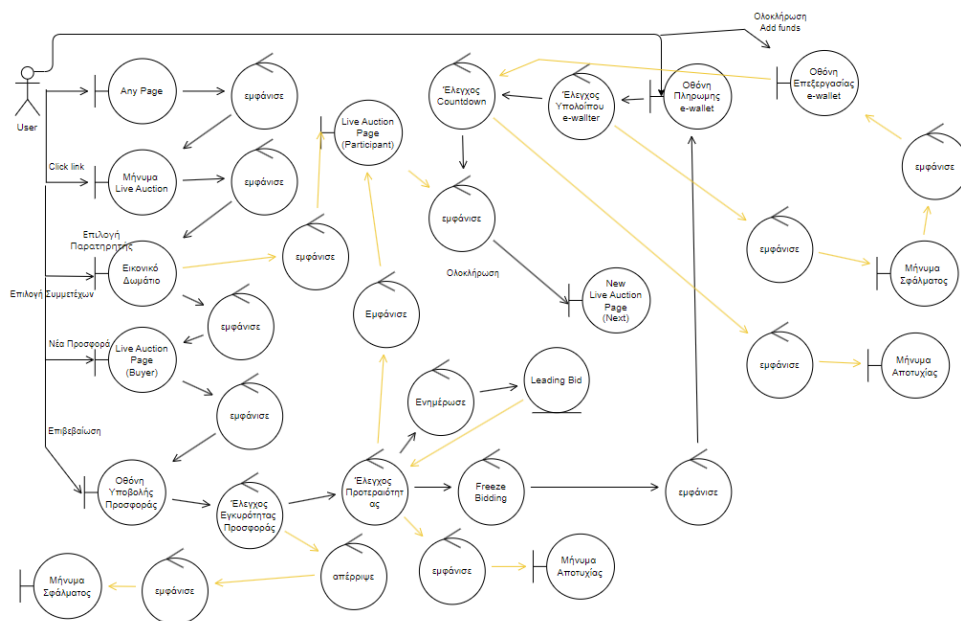 Ολοκλήρωση
Add funds
User
Any Page
εμφάνισε
Έλεγχος
Countdown
Έλεγχος
Υπολοίπου
e-wallter
Οθόνη
Πληρωμης
e-wallet
Οθόνη
Επεξεργασίας
e-wallet
Live Auction
Page
(Participant)
Click link
Μήνυμα
Live Auction
εμφάνισε
εμφάνισε
εμφάνισε
Επιλογή
Παρατηρητής
Εικονικό
Δωμάτιο
εμφάνισε
εμφάνισε
Μήνυμα
Σφάλματος
Ολοκλήρωση
Επιλογή Συμμετέχων
New
Live Auction
Page
(Next)
εμφάνισε
Εμφάνισε
Νέα Προσφορά
Live Auction
Page
(Buyer)
εμφάνισε
Μήνυμα
Αποτυχίας
Ενημέρωσε
Leading Bid
εμφάνισε
Επιβεβαίωση
Οθόνη
Υποβολής
Προσφοράς
Έλεγχος
Εγκυρότητας
Προσφοράς
Έλεγχος
Προτεραιότητ
ας
Freeze
Bidding
εμφάνισε
Μήνυμα
Σφάλματος
εμφάνισε
απέρριψε
εμφάνισε
Μήνυμα
Αποτυχίας